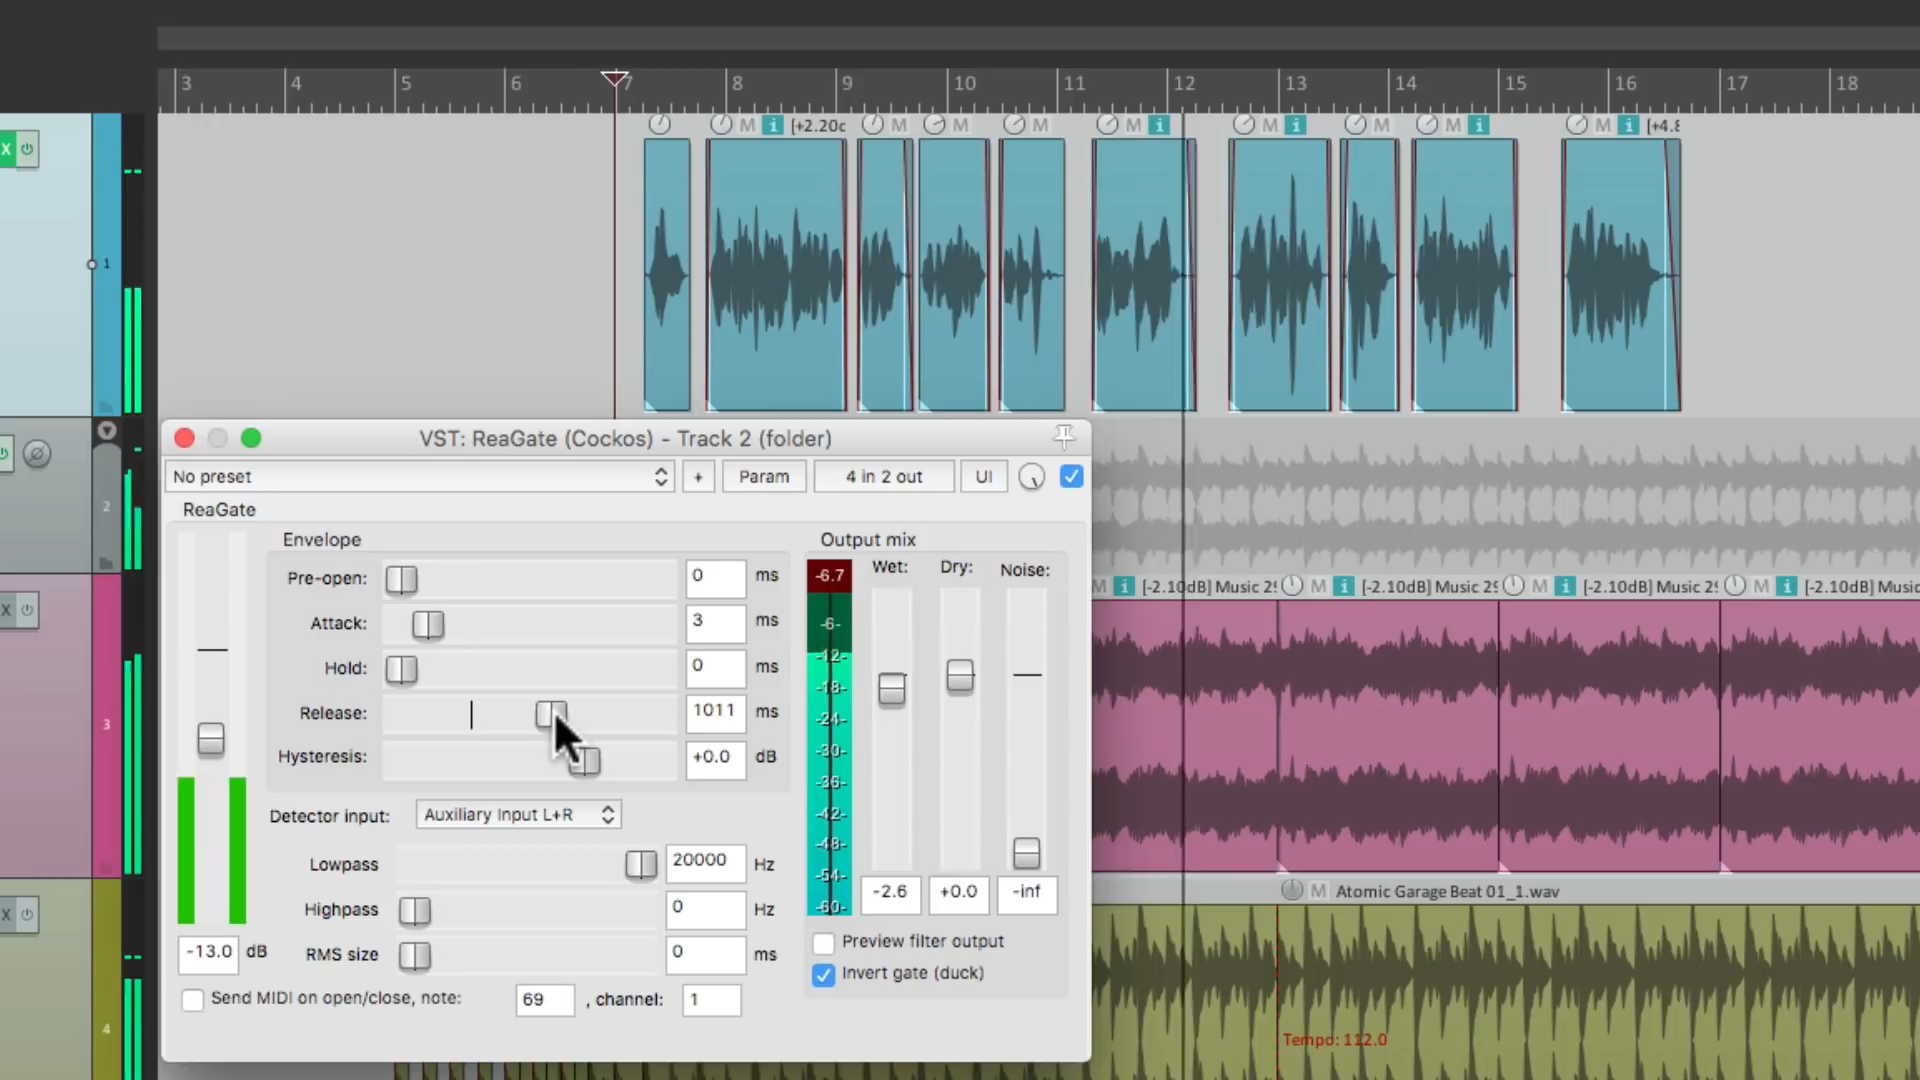 3 4 5 6 7 8 9 10 11 12 13 14 15 16 17 18
M i [+2.20c M M M M i M i M M i M i [+4.8
X
1
VST: ReaGate (Cockos) - Track 2 (folder)
No preset + Param 4 in 2 out UI
2
ReaGate
Envelope
Pre-open: 0 ms
Attack: 3 ms
Hold: 0 ms
Release: 1011 ms
Hysteresis: +0.0 dB
Detector input: Auxiliary Input L+R
Lowpass 20000 Hz
Highpass 0 Hz
RMS size 0 ms
-13.0 dB
Send MIDI on open/close, note: 69 , channel: 1
Output mix
Wet: Dry: Noise:
-6.7
-6-
-12-
-18-
-24-
-30-
-36-
-42-
-48-
-54-
-60-
-2.6 +0.0 -inf
Preview filter output
Invert gate (duck)
M i [-2.10dB] Music 2 M i [-2.10dB] Music 2 M i [-2.10dB] Music 2 M i [-2.10dB] Music
X
3
M Atomic Garage Beat 01_1.wav
X
4
Tempo: 112.0